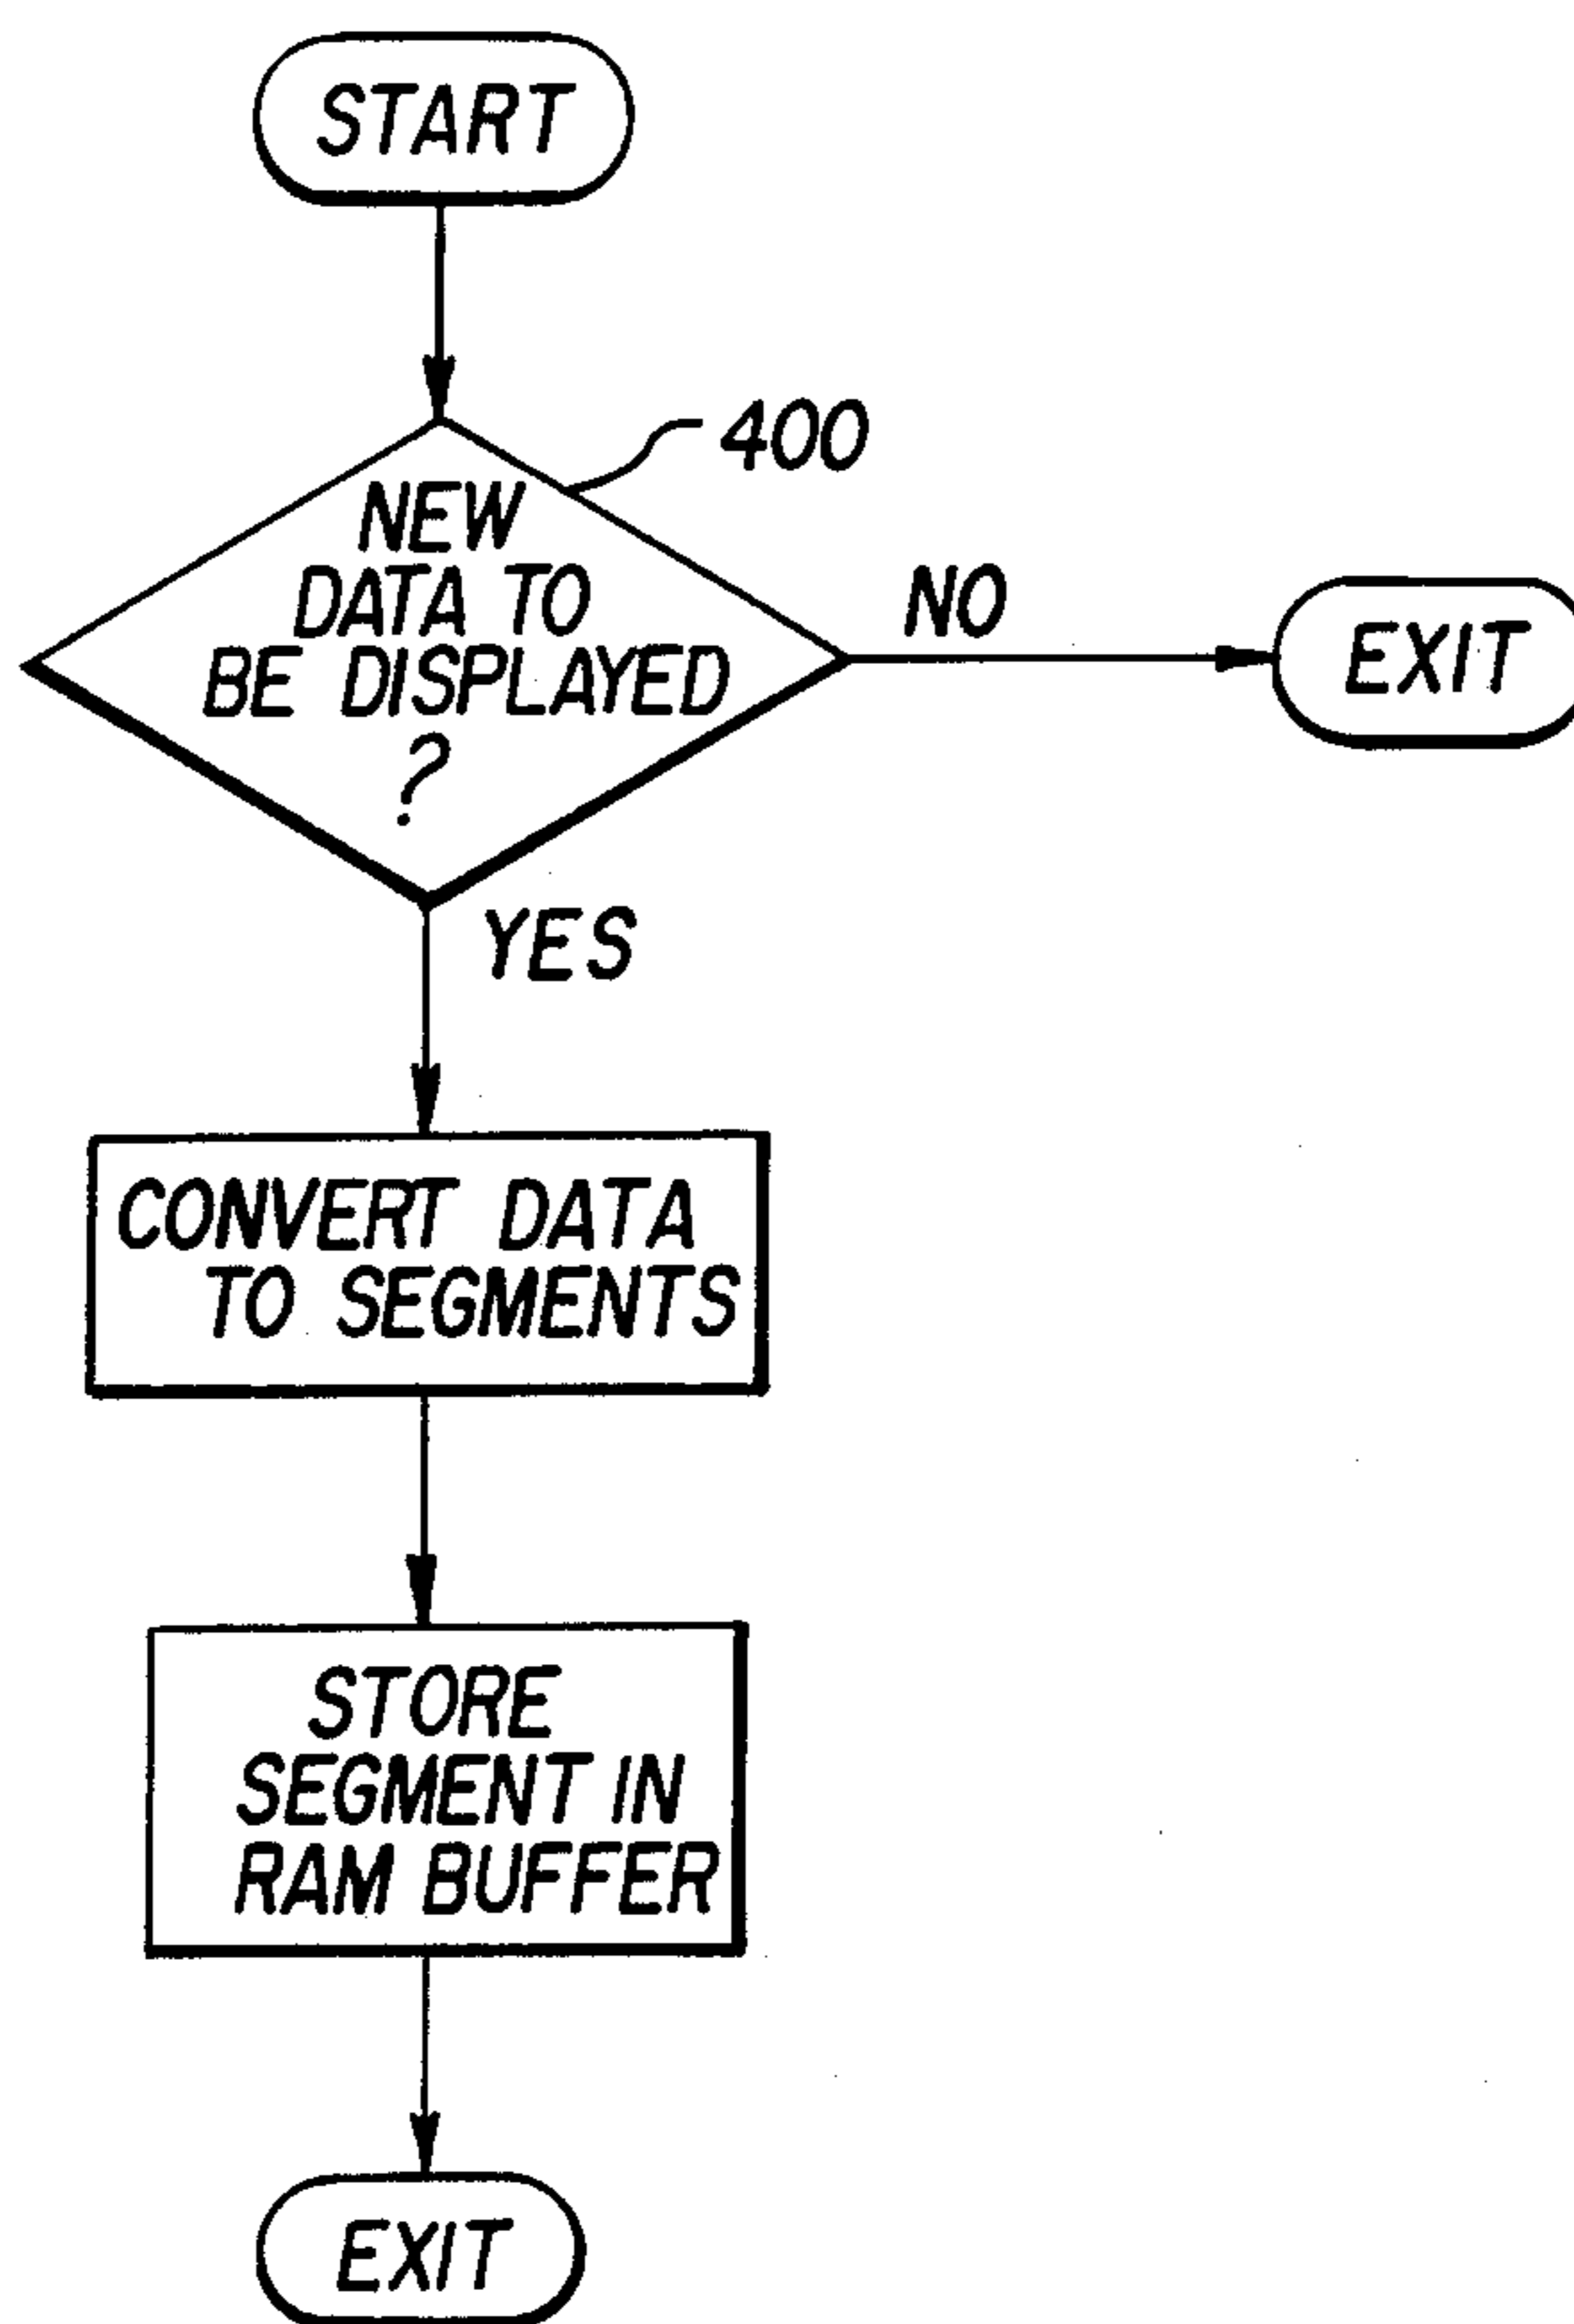 START
400
NEW
DATA TO
BE DISPLAYED
?
NO
EXIT
YES
CONVERT DATA
TO SEGMENTS
STORE
SEGMENT IN
RAM BUFFER
EXIT